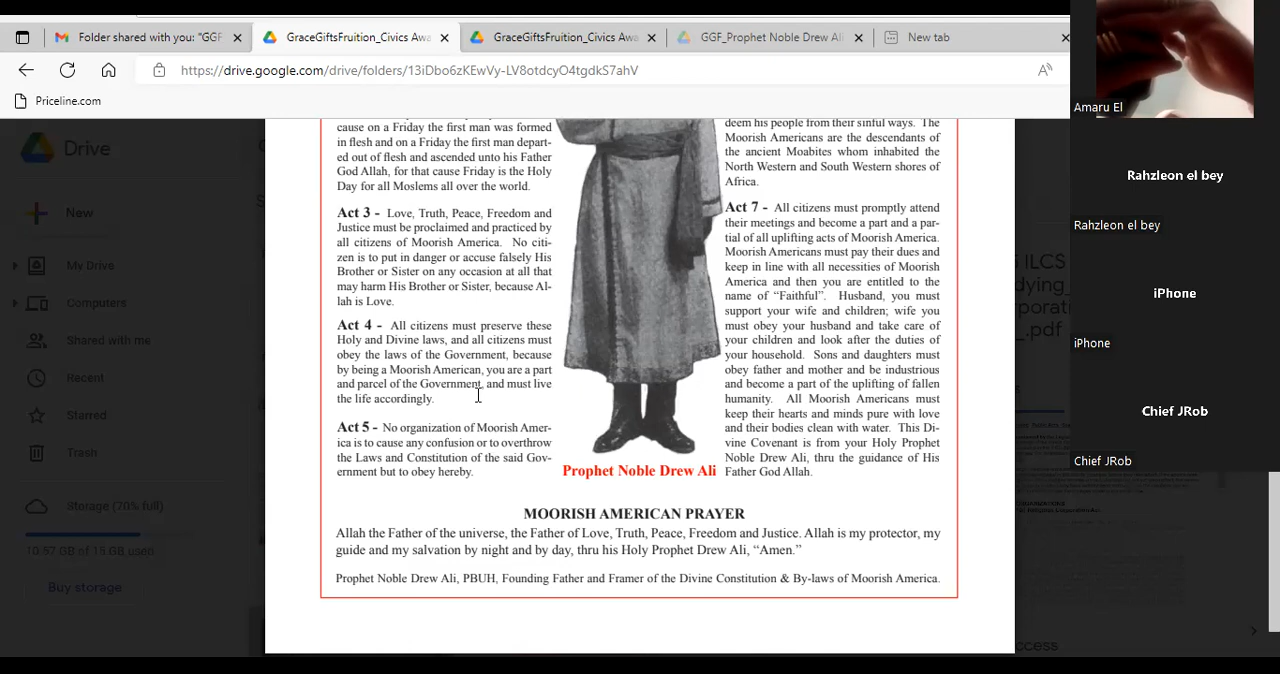 Folder shared with you: "GGF
GraceGiftsFruition_Civics Awa
GraceGiftsFruition_Civics Awa
GGF_Prophet Noble Drew Ali
New tab
https://drive.google.com/drive/folders/13iDbo6zKEwVy-LV8otdcyO4tgdkS7ahV
Priceline.com
Drive
New
My Drive
Computers
Shared with me
Recent
Starred
Trash
Storage (70% full)
10.57 GB of 15 GB used
Buy storage
cause on a Friday the first man was formed
in flesh and on a Friday the first man depart-
ed out of flesh and ascended unto his Father
God Allah, for that cause Friday is the Holy
Day for all Moslems all over the world.
Act 3 - Love, Truth, Peace, Freedom and
Justice must be proclaimed and practiced by
all citizens of Moorish America. No citi-
zen is to put in danger or accuse falsely His
Brother or Sister on any occasion at all that
may harm His Brother or Sister, because Al-
lah is Love.
Act 4 - All citizens must preserve these
Holy and Divine laws, and all citizens must
obey the laws of the Government, because
by being a Moorish American, you are a part
and parcel of the Government, and must live
the life accordingly.
Act 5 - No organization of Moorish Amer-
ica is to cause any confusion or to overthrow
the Laws and Constitution of the said Gov-
ernment but to obey hereby.
Prophet Noble Drew Ali
deem his people from their sinful ways. The
Moorish Americans are the descendants of
the ancient Moabites whom inhabited the
North Western and South Western shores of
Africa.
Act 7 - All citizens must promptly attend
their meetings and become a part and a par-
tial of all uplifting acts of Moorish America.
Moorish Americans must pay their dues and
keep in line with all necessities of Moorish
America and then you are entitled to the
name of “Faithful”. Husband, you must
support your wife and children; wife you
must obey your husband and take care of
your children and look after the duties of
your household. Sons and daughters must
obey father and mother and be industrious
and become a part of the uplifting of fallen
humanity. All Moorish Americans must
keep their hearts and minds pure with love
and their bodies clean with water. This Di-
vine Covenant is from your Holy Prophet
Noble Drew Ali, thru the guidance of His
Father God Allah.
MOORISH AMERICAN PRAYER
Allah the Father of the universe, the Father of Love, Truth, Peace, Freedom and Justice. Allah is my protector, my
guide and my salvation by night and by day, thru his Holy Prophet Drew Ali, “Amen.”
Prophet Noble Drew Ali, PBUH, Founding Father and Framer of the Divine Constitution & By-laws of Moorish America.
ILCS
.pdf
Amaru El
Rahzleon el bey
Rahzleon el bey
iPhone
iPhone
Chief JRob
Chief JRob